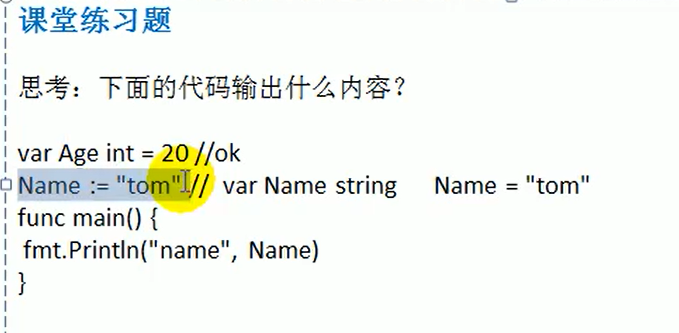 课堂练习题
思考：下面的代码输出什么内容？
var Age int = 20 //ok
Name := "tom" // var Name string Name = "tom"
func main() {
fmt.Println("name", Name)
}